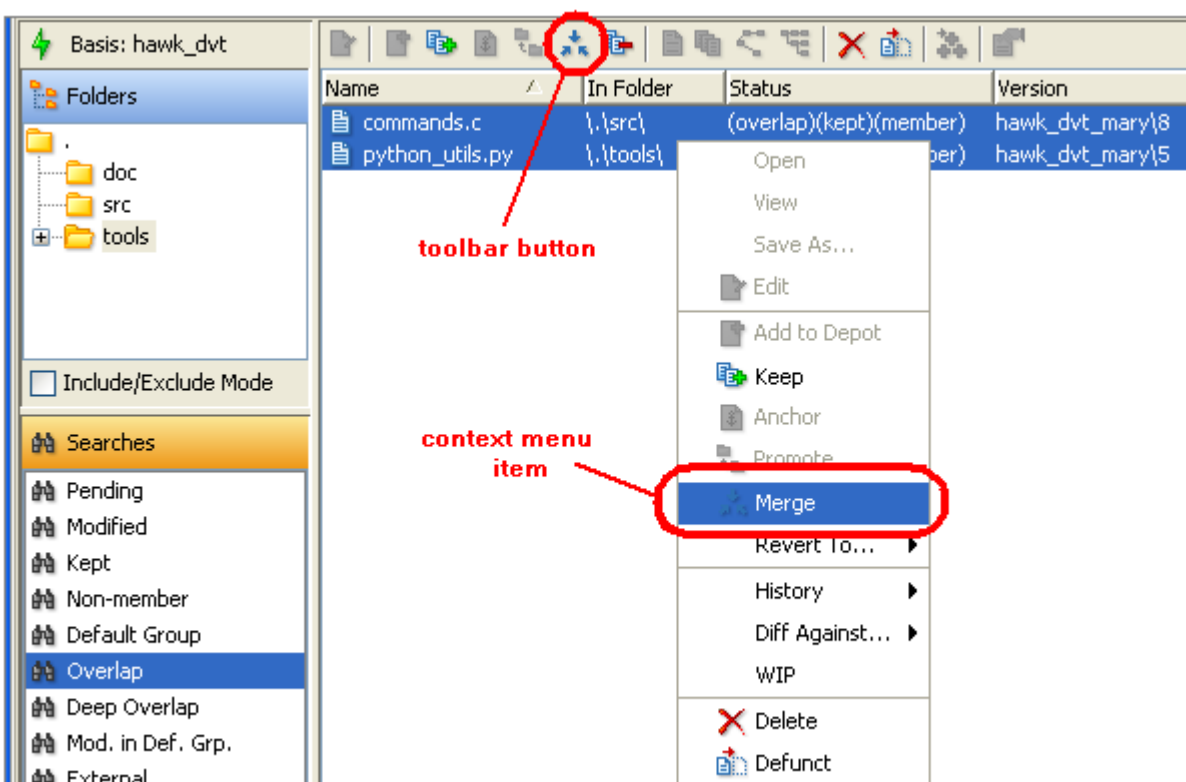 Basis: hawk_dvt
Folders
.
doc
src
tools
Include/Exclude Mode
Searches
Pending
Modified
Kept
Non-member
Default Group
Overlap
Deep Overlap
Mod. in Def. Grp.
External
Name In Folder Status Version
commands.c \.\src\ (overlap)(kept)(member) hawk_dvt_mary\8
python_utils.py \.\tools\ ber) hawk_dvt_mary\5
toolbar button
context menu
item
Open
View
Save As...
Edit
Add to Depot
Keep
Anchor
Promote
Merge
Revert To...
History
Diff Against...
WIP
Delete
Defunct